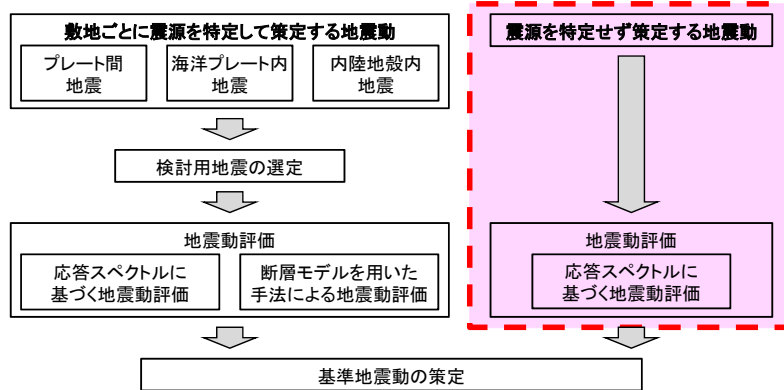 敷地ごとに震源を特定して策定する地震動
プレート間
地震
海洋プレート内
地震
内陸地殻内
地震
検討用地震の選定
地震動評価
応答スペクトルに
基づく地震動評価
断層モデルを用いた
手法による地震動評価
震源を特定せず策定する地震動
地震動評価
応答スペクトルに
基づく地震動評価
基準地震動の策定